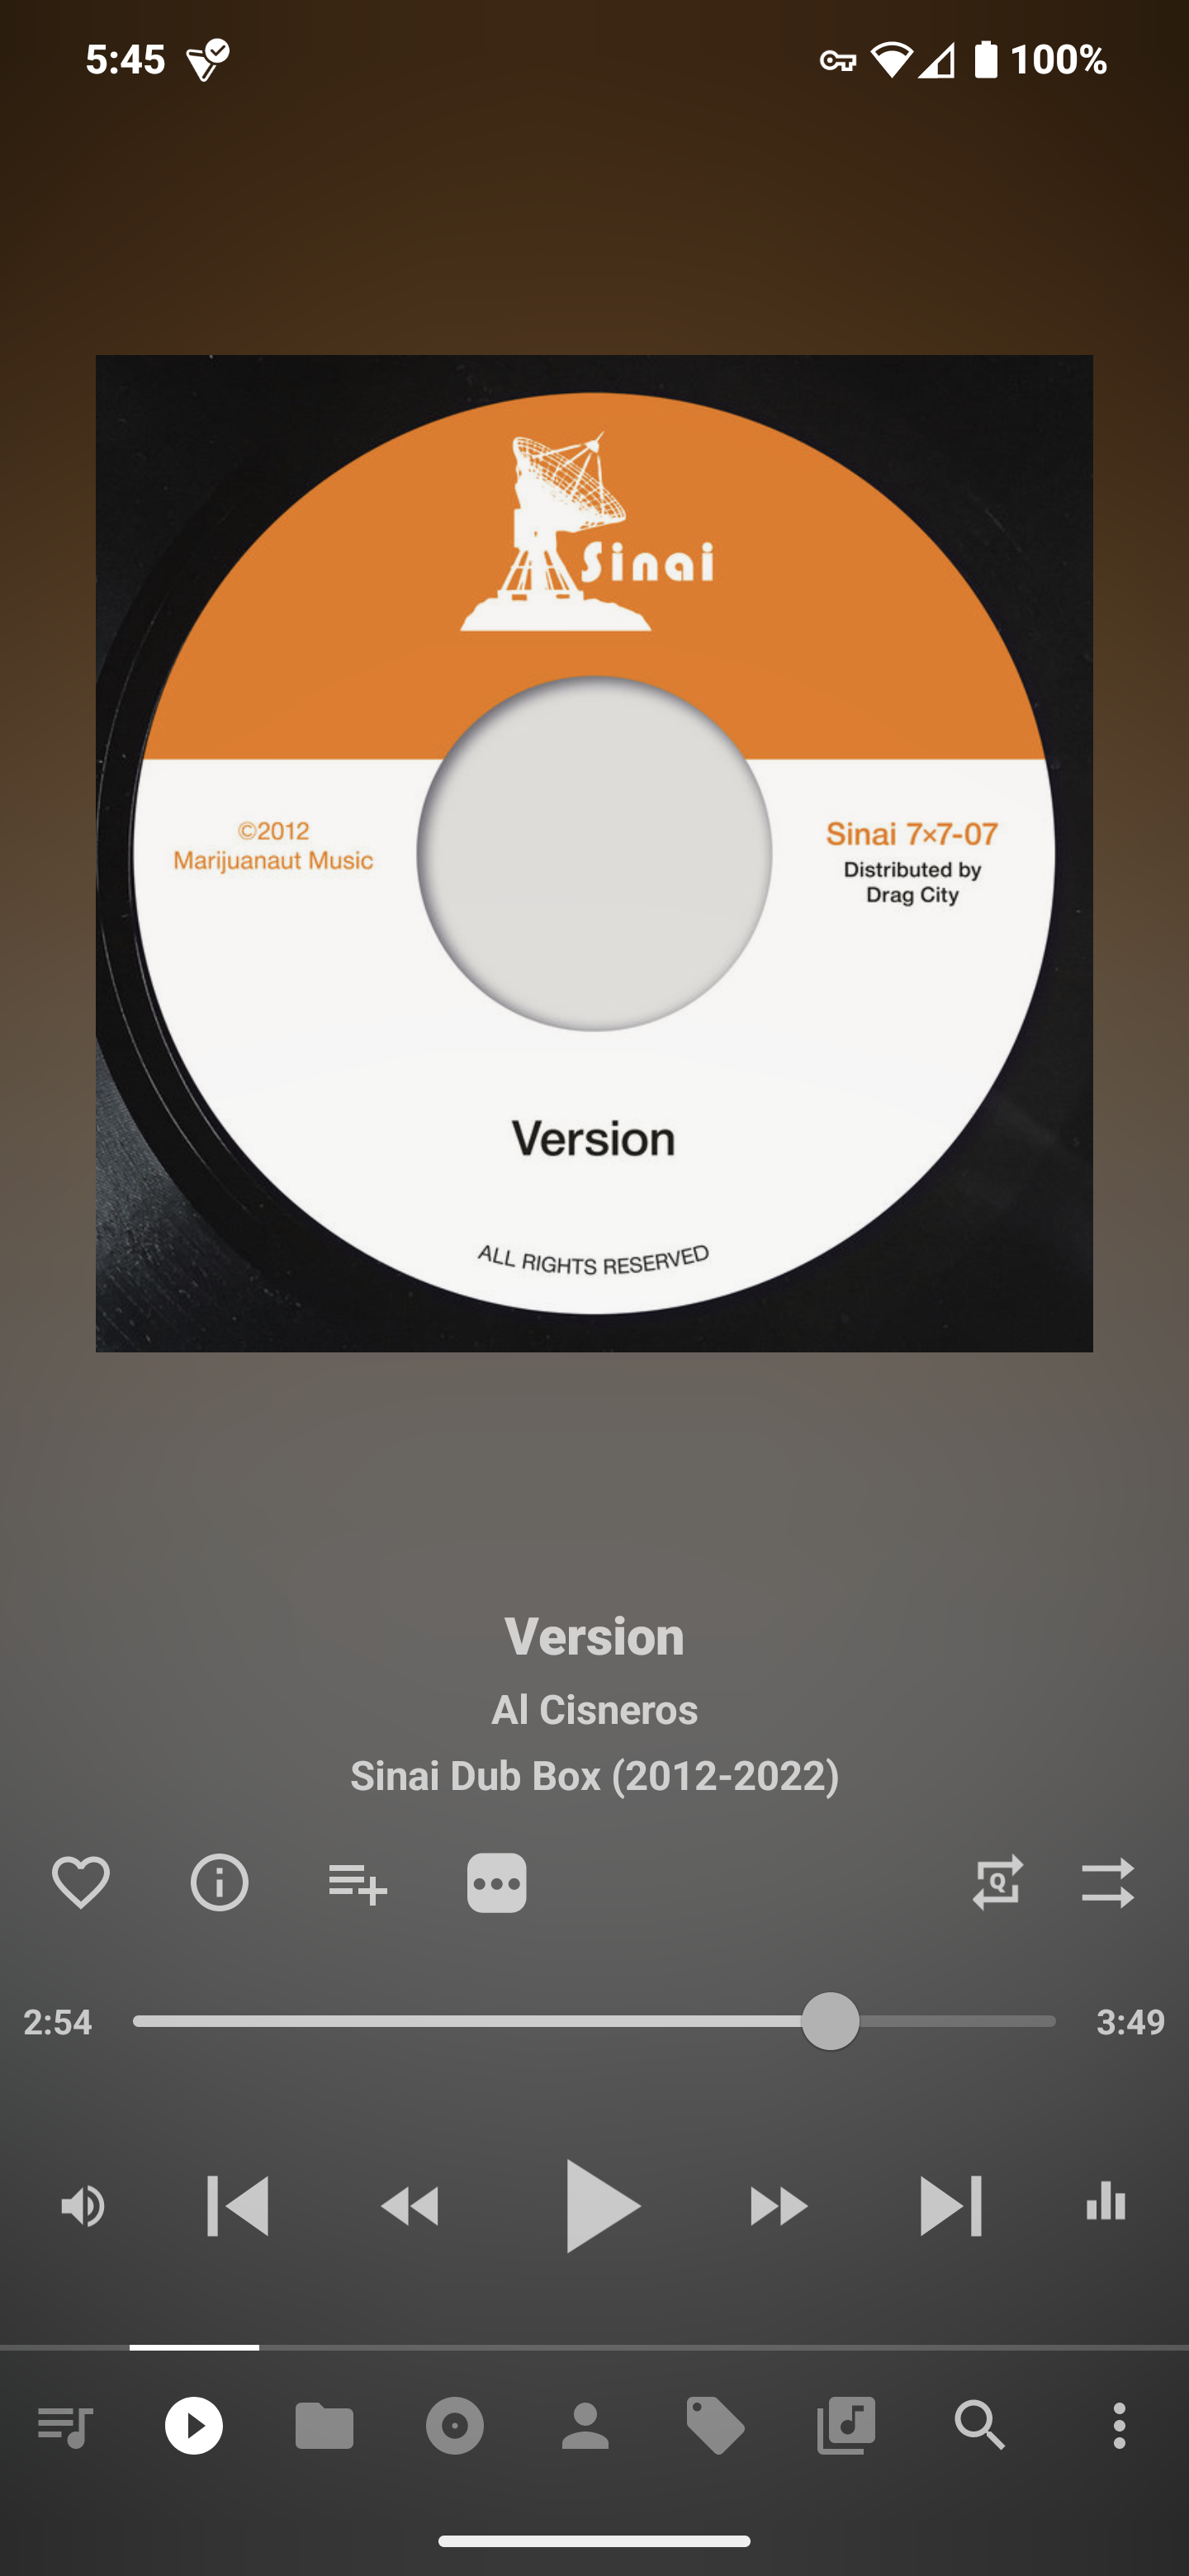 5:45
100%
Sinai
©2012
Marijuanaut Music
Sinai 7×7-07
Distributed by
Drag City
Version
ALL RIGHTS RESERVED
Version
Al Cisneros
Sinai Dub Box (2012-2022)
Q
2:54
3:49